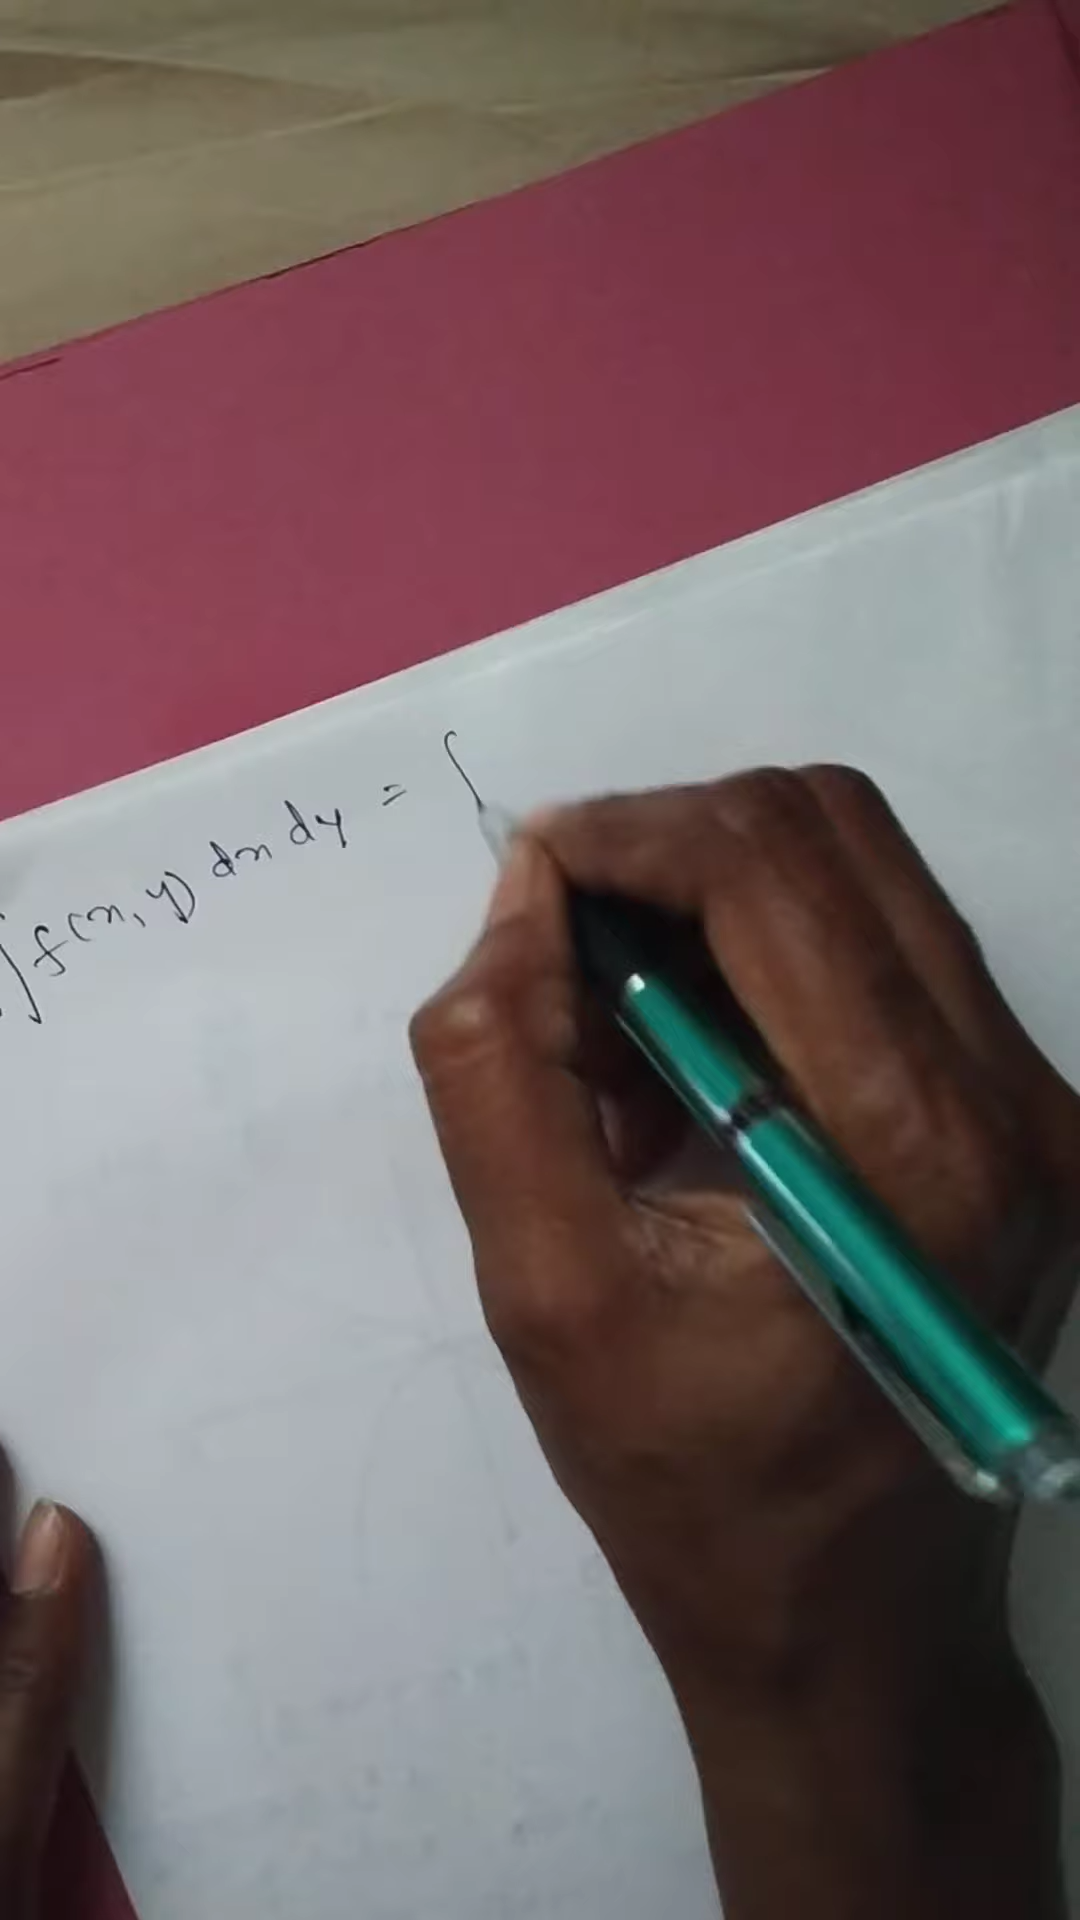 ∫f(x, y) dx dy = ∫